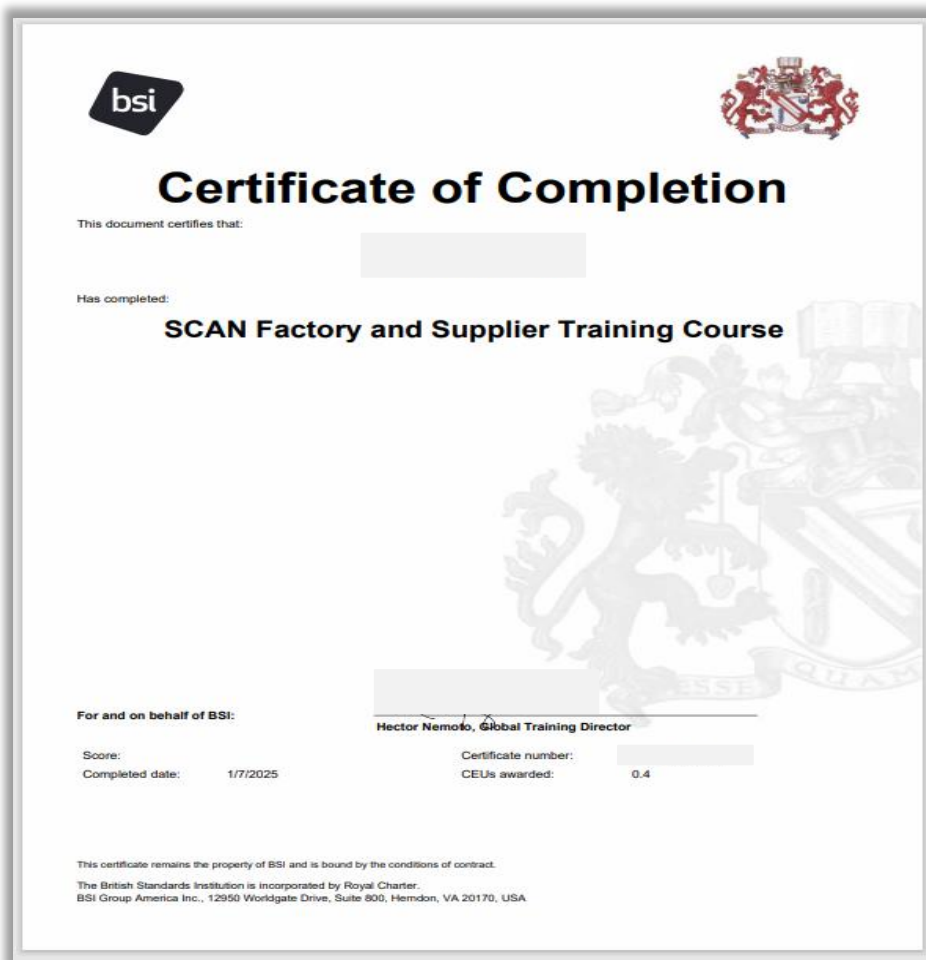 bsi
Certificate of Completion
This document certifies that:
Has completed:
SCAN Factory and Supplier Training Course
ESSE QUAM
For and on behalf of BSI:
Hector Nemoto, Global Training Director
Score:
Certificate number:
Completed date: 1/7/2025
CEUs awarded: 0.4
This certificate remains the property of BSI and is bound by the conditions of contract.
The British Standards Institution is incorporated by Royal Charter.
BSI Group America Inc., 12950 Worldgate Drive, Suite 800, Herndon, VA 20170, USA